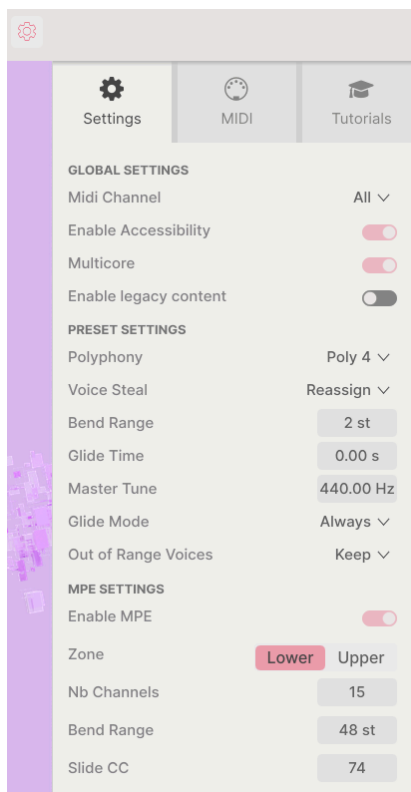 Settings MIDI Tutorials
GLOBAL SETTINGS
Midi Channel All
Enable Accessibility
Multicore
Enable legacy content
PRESET SETTINGS
Polyphony Poly 4
Voice Steal Reassign
Bend Range 2 st
Glide Time 0.00 s
Master Tune 440.00 Hz
Glide Mode Always
Out of Range Voices Keep
MPE SETTINGS
Enable MPE
Zone Lower Upper
Nb Channels 15
Bend Range 48 st
Slide CC 74